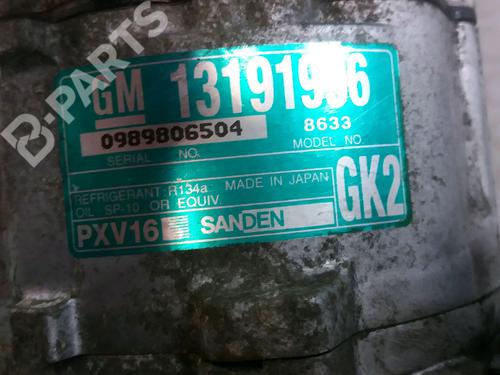 B-PARTS
GM 13191996
0989806504 8633
SERIAL NO. MODEL NO
REFRIGERANT: R134a MADE IN JAPAN
OIL SP-10 OR EQUIV.
GK2
PXV16 SANDEN